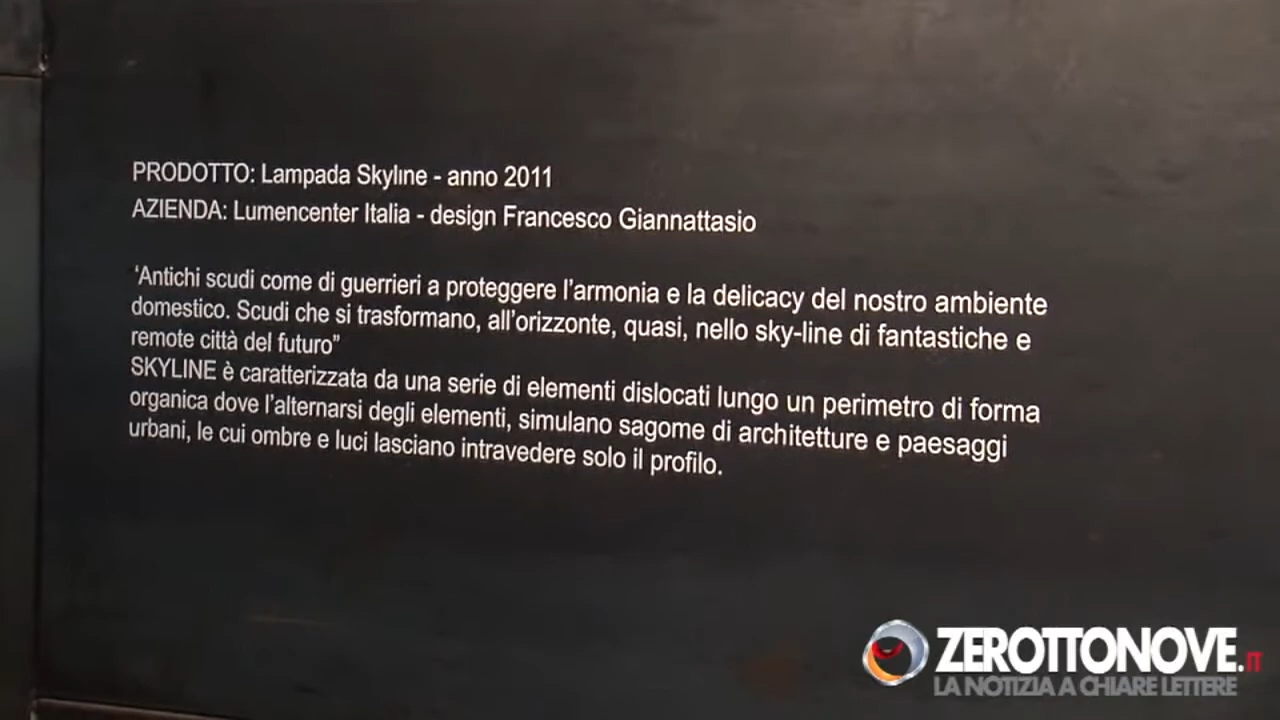 PRODOTTO: Lampada Skyline - anno 2011
AZIENDA: Lumencenter Italia - design Francesco Giannattasio
‘Antichi scudi come di guerrieri a proteggere l’armonia e la delicacy del nostro ambiente
domestico. Scudi che si trasformano, all’orizzonte, quasi, nello sky-line di fantastiche e
remote città del futuro”
SKYLINE è caratterizzata da una serie di elementi dislocati lungo un perimetro di forma
organica dove l’alternarsi degli elementi, simulano sagome di architetture e paesaggi
urbani, le cui ombre e luci lasciano intravedere solo il profilo.
ZEROTTONOVE.IT
LA NOTIZIA A CHIARE LETTERE